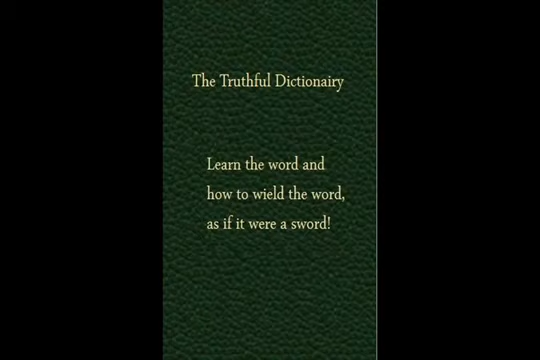 The Truthful Dictionairy
Learn the word and
how to wield the word,
as if it were a sword!